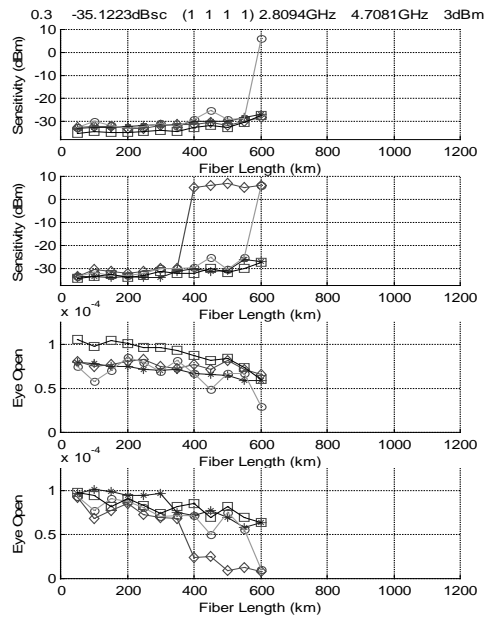 0.3 -35.1223dBsc (1 1 1 1) 2.8094GHz 4.7081GHz 3dBm
10
0
-10
-20
-30
Sensitivity (dBm)
0 200 400 600 800 1000 1200
Fiber Length (km)
10
0
-10
-20
-30
Sensitivity (dBm)
0 200 400 600 800 1000 1200
Fiber Length (km)
x 10^-4
1
0.5
0
Eye Open
0 200 400 600 800 1000 1200
Fiber Length (km)
x 10^-4
1
0.5
0
Eye Open
0 200 400 600 800 1000 1200
Fiber Length (km)